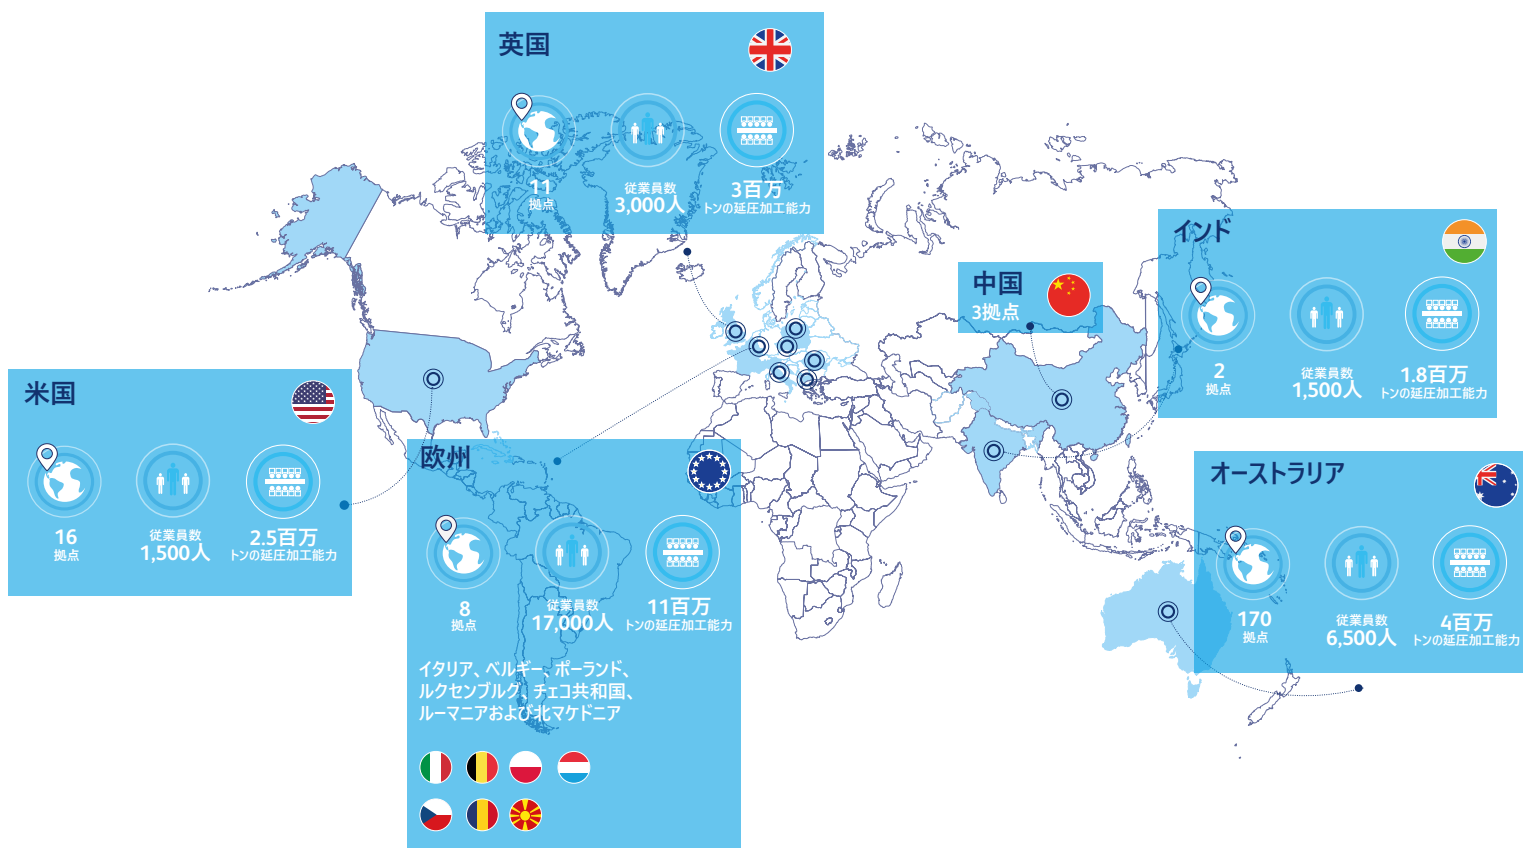 英国
11
拠点
従業員数
3,000人
3百万
トンの延圧加工能力
インド
2
拠点
従業員数
1,500人
1.8百万
トンの延圧加工能力
中国
3拠点
米国
16
拠点
従業員数
1,500人
2.5百万
トンの延圧加工能力
欧州
8
拠点
従業員数
17,000人
11百万
トンの延圧加工能力
イタリア、ベルギー、ポーランド、
ルクセンブルグ、チェコ共和国、
ルーマニアおよび北マケドニア
オーストラリア
170
拠点
従業員数
6,500人
4百万
トンの延圧加工能力